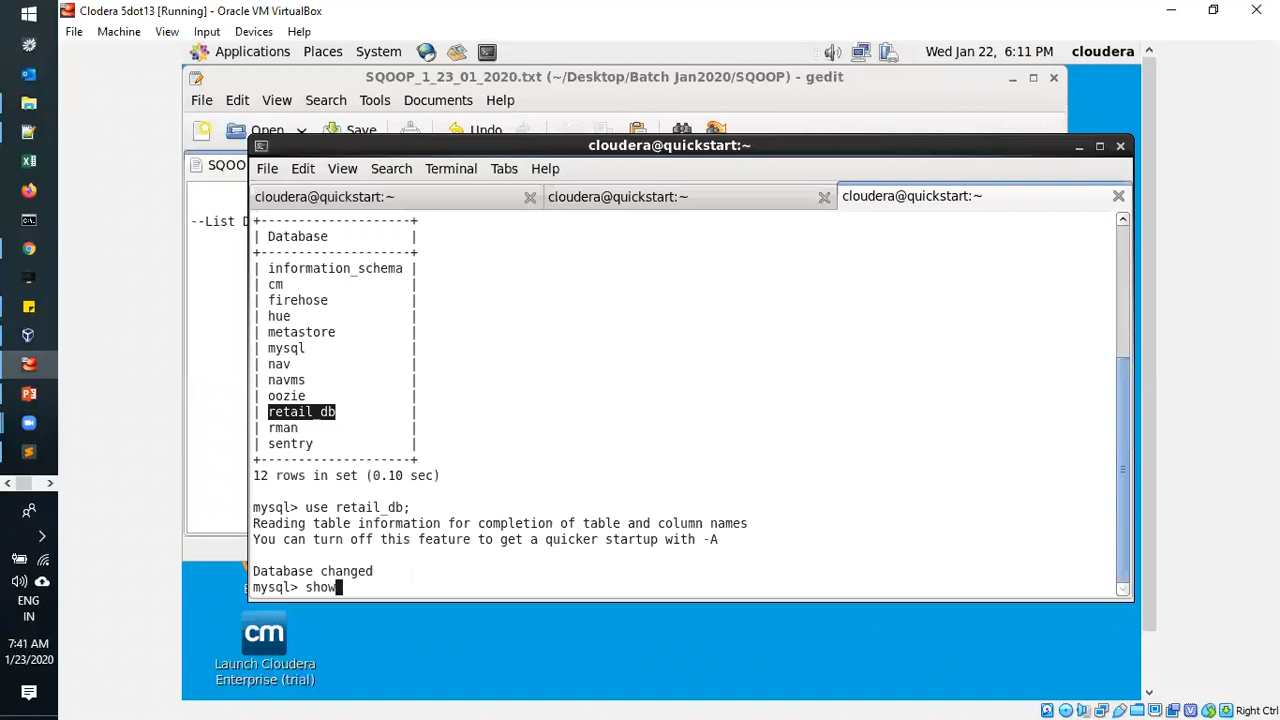 Clodera 5dot13 [Running] - Oracle VM VirtualBox
File Machine View Input Devices Help
Applications Places System Wed Jan 22, 6:11 PM cloudera
SQOOP_1_23_01_2020.txt (~/Desktop/Batch Jan2020/SQOOP) - gedit
File Edit View Search Tools Documents Help
Open Save Undo
cloudera@quickstart:~
SQOO
File Edit View Search Terminal Tabs Help
cloudera@quickstart:~ cloudera@quickstart:~ cloudera@quickstart:~
--List D
+--------------------+
| Database |
+--------------------+
| information_schema |
| cm |
| firehose |
| hue |
| metastore |
| mysql |
| nav |
| navms |
| oozie |
| retail_db |
| rman |
| sentry |
+--------------------+
12 rows in set (0.10 sec)
mysql> use retail_db;
Reading table information for completion of table and column names
You can turn off this feature to get a quicker startup with -A
Database changed
mysql> show
cm
Launch Cloudera
Enterprise (trial)
ENG
IN
7:41 AM
1/23/2020
Right Ctrl